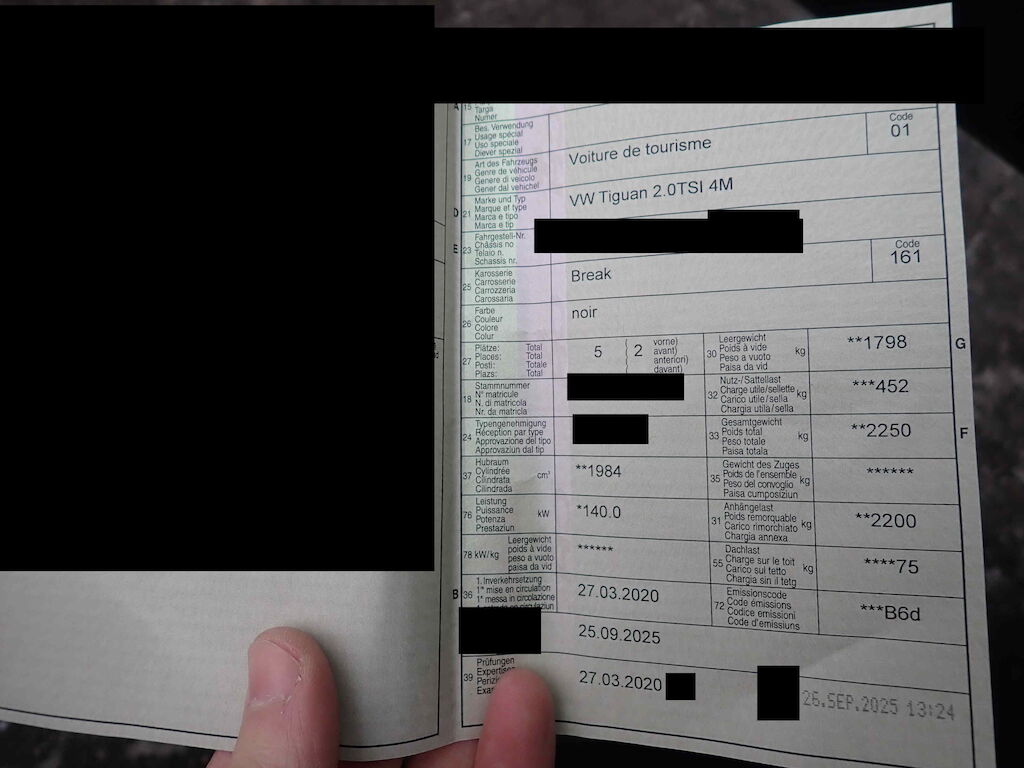 A 15
Targa
Numer
17 Bes. Verwendung
Usage spécial
Uso speciale
Diever spezial
Code
01
19 Art des Fahrzeugs
Genre de véhicule
Genere di veicolo
Gener dal vehichel
Voiture de tourisme
D 21 Marke und Typ
Marque et type
Marca e tipo
Marca e tip
VW Tiguan 2.0TSI 4M
E 23 Fahrgestell-Nr.
Châssis no
Telaio n.
Schassis nr.
25 Karosserie
Carrosserie
Carrozzeria
Carossaria
Break
Code
161
26 Farbe
Couleur
Colore
Colur
noir
27 Plätze: Total
Places: Total
Posti: Totale
Plazs: Total
5 ( 2 vorne)
avant)
anteriori)
davant)
30 Leergewicht
Poids à vide
Peso a vuoto
Paisa da vid
kg
**1798
G
18 Stammnummer
N° matricule
N. di matricola
Nr. da matricla
32 Nutz-/Sattellast
Charge utile/sellette
Carico utile/sella
Chargia utila/sella
kg
***452
24 Typengenehmigung
Réception par type
Approvazione del tipo
Approvaziun dal tip
33 Gesamtgewicht
Poids total
Peso totale
Paisa totala
kg
**2250
F
37 Hubraum
Cylindrée
Cilindrata
Cilindrada
cm³
**1984
35 Gewicht des Zuges
Poids de l'ensemble
Peso del convoglio
Paisa cumposiziun
kg
******
76 Leistung
Puissance
Potenza
Prestaziun
kW
*140.0
31 Anhängelast
Poids remorquable
Carico rimorchiato
Chargia annexa
kg
**2200
78 kW/kg
Leergewicht
poids à vide
peso a vuoto
paisa da vid
******
55 Dachlast
Charge sur le toit
Carico sul tetto
Chargia sin il tetg
kg
****75
B 36 1. Inverkehrsetzung
1ᵉ mise en circulation
1ᵃ messa in circolazione
27.03.2020
72 Emissionscode
Code émissions
Codice emissioni
Code d'emissiuns
***B6d
25.09.2025
39 Prüfungen
27.03.2020
26.SEP.2025 13:24